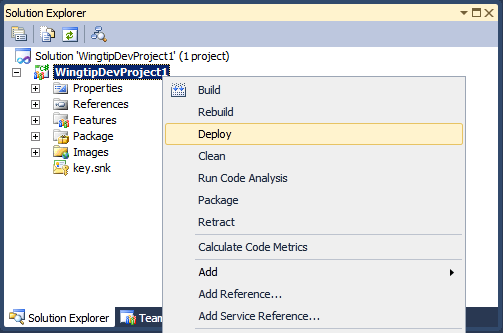 Solution Explorer
Solution 'WingtipDevProject1' (1 project)
WingtipDevProject1
Properties
References
Features
Package
Images
key.snk
Build
Rebuild
Deploy
Clean
Run Code Analysis
Package
Retract
Calculate Code Metrics
Add
Add Reference...
Add Service Reference...
Solution Explorer
Team